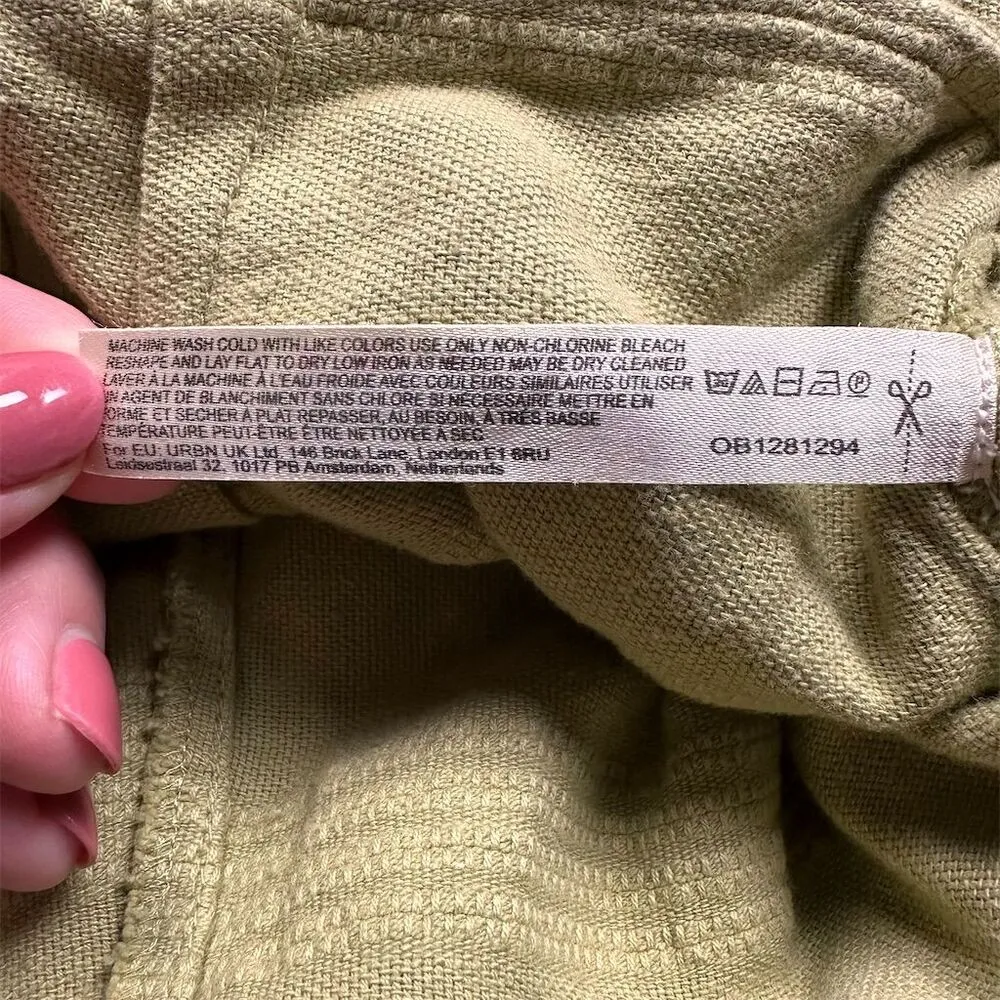 MACHINE WASH COLD WITH LIKE COLORS USE ONLY NON-CHLORINE BLEACH
RESHAPE AND LAY FLAT TO DRY LOW IRON AS NEEDED MAY BE DRY CLEANED
LAVER À LA MACHINE À L'EAU FROIDE AVEC COULEURS SIMILAIRES UTILISER
UN AGENT DE BLANCHIMENT SANS CHLORE SE NÉCESSAIRE METTRE EN
FORME ET SECHER À PLAT REPASSER, AU BESOIN, À TRÈS BASSE
TEMPÉRATURE PEUT-ÊTRE ÊTRE NETTOYÉE À SEC
For EU: URBN UK Ltd, 146 Brick Lane, London E1 6RU
32, 1017 PB Amsterdam, Netherlands
P
OB1281294